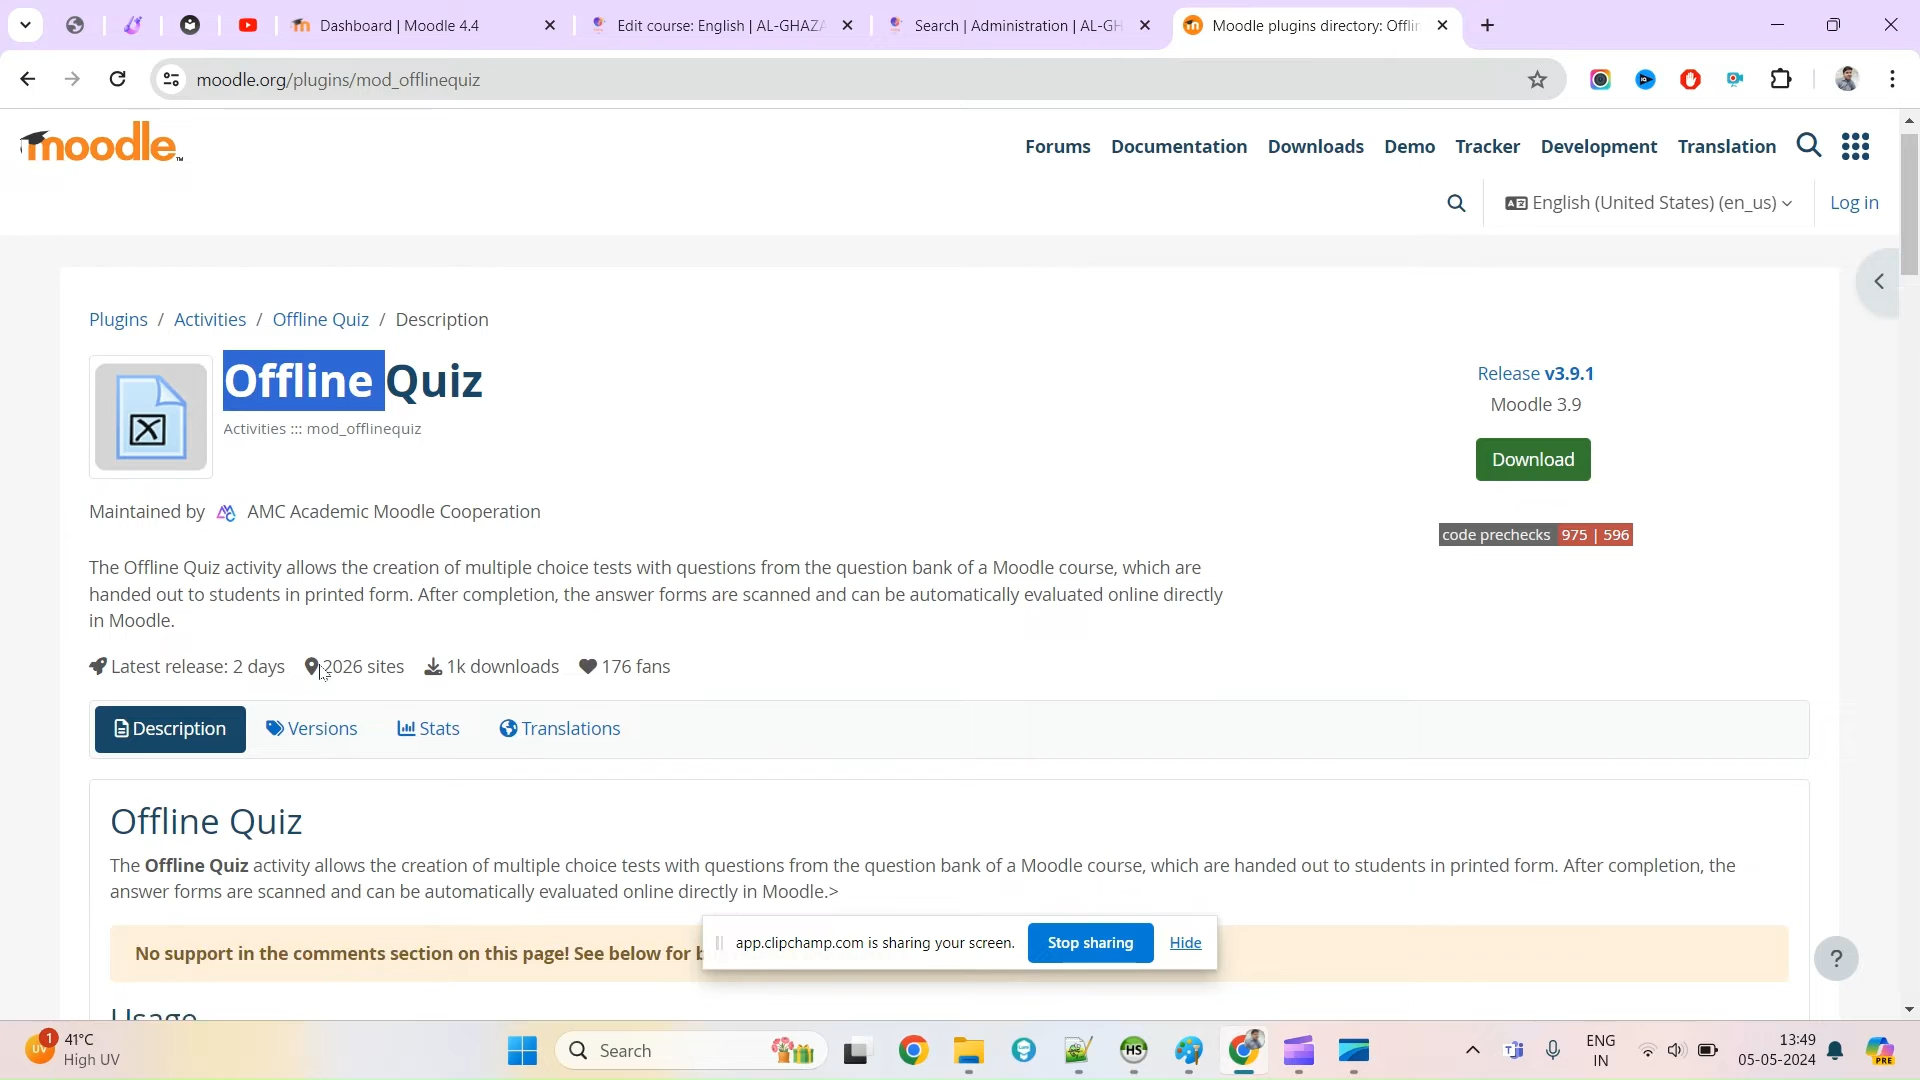 Dashboard | Moodle 4.4
Edit course: English | AL-GHAZA
Search | Administration | AL-GH
Moodle plugins directory: Offlin
moodle.org/plugins/mod_offlinequiz
moodle™
Forums Documentation Downloads Demo Tracker Development Translation
English (United States) (en_us)
Log in
Plugins / Activities / Offline Quiz / Description
Offline Quiz
Activities ::: mod_offlinequiz
Release v3.9.1
Moodle 3.9
Download
Maintained by AMC Academic Moodle Cooperation
code prechecks 975 | 596
The Offline Quiz activity allows the creation of multiple choice tests with questions from the question bank of a Moodle course, which are
handed out to students in printed form. After completion, the answer forms are scanned and can be automatically evaluated online directly
in Moodle.
Latest release: 2 days 2026 sites 1k downloads 176 fans
Description Versions Stats Translations
Offline Quiz
The Offline Quiz activity allows the creation of multiple choice tests with questions from the question bank of a Moodle course, which are handed out to students in printed form. After completion, the
answer forms are scanned and can be automatically evaluated online directly in Moodle.>
No support in the comments section on this page! See below for b
app.clipchamp.com is sharing your screen. Stop sharing Hide
?
Usage
1
UV
41°C
High UV
Search
HS
ENG
IN
13:49
05-05-2024
PRE